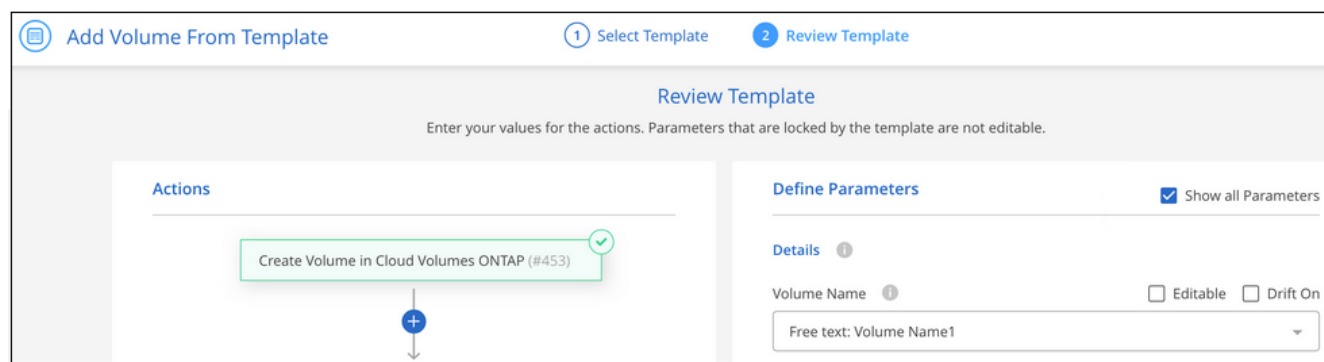 Add Volume From Template
1 Select Template
2 Review Template
Review Template
Enter your values for the actions. Parameters that are locked by the template are not editable.
Actions
Create Volume in Cloud Volumes ONTAP (#453)
Define Parameters
Show all Parameters
Details
Volume Name
Editable
Drift On
Free text: Volume Name1